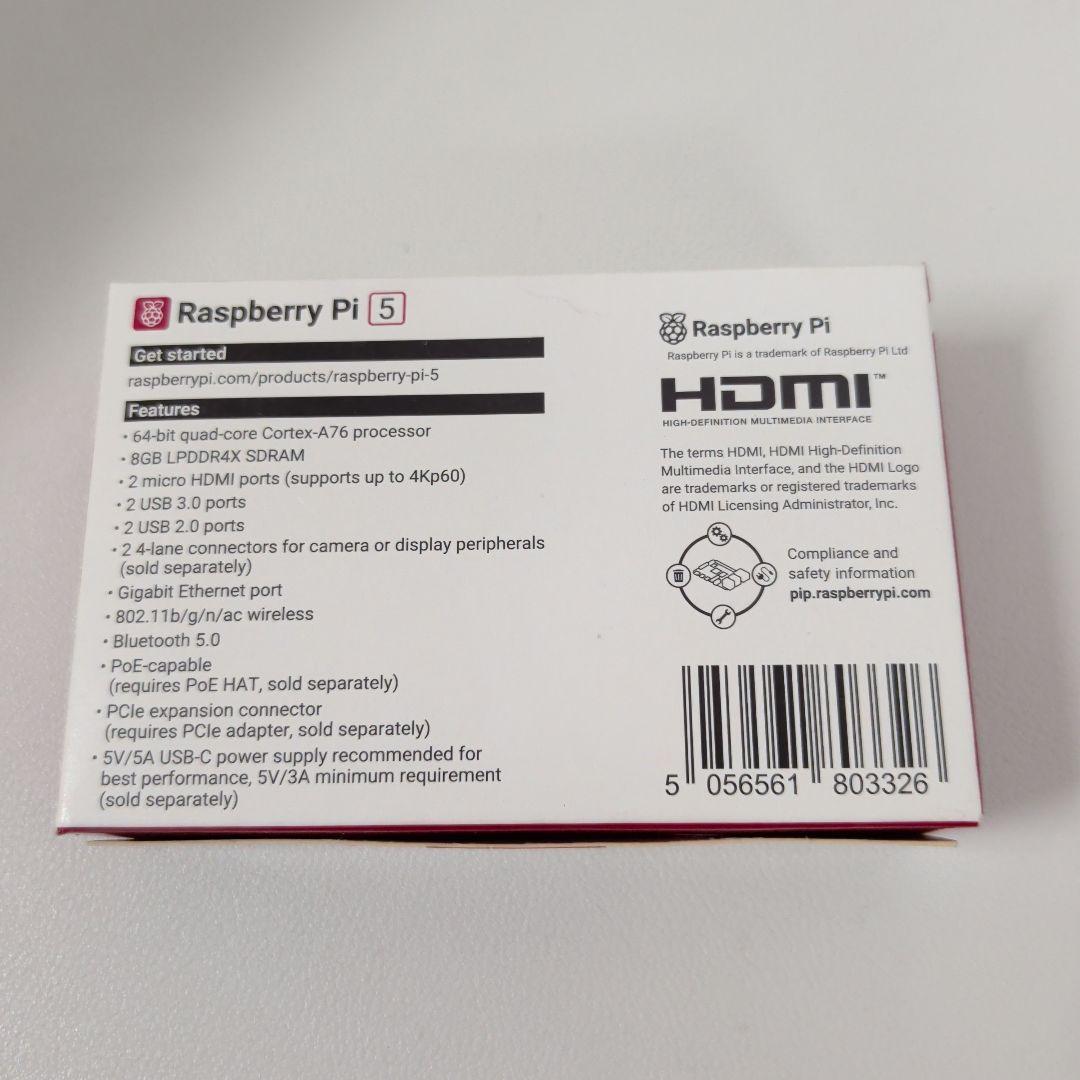 Raspberry Pi 5
Get started
raspberrypi.com/products/raspberry-pi-5
Features
• 64-bit quad-core Cortex-A76 processor
• 8GB LPDDR4X SDRAM
• 2 micro HDMI ports (supports up to 4Kp60)
• 2 USB 3.0 ports
• 2 USB 2.0 ports
• 2 4-lane connectors for camera or display peripherals
(sold separately)
• Gigabit Ethernet port
• 802.11b/g/n/ac wireless
• Bluetooth 5.0
• PoE-capable
(requires PoE HAT, sold separately)
• PCIe expansion connector
(requires PCIe adapter, sold separately)
• 5V/5A USB-C power supply recommended for
best performance, 5V/3A minimum requirement
(sold separately)
Raspberry Pi
Raspberry Pi is a trademark of Raspberry Pi Ltd
HDMI™
HIGH-DEFINITION MULTIMEDIA INTERFACE
The terms HDMI, HDMI High-Definition
Multimedia Interface, and the HDMI Logo
are trademarks or registered trademarks
of HDMI Licensing Administrator, Inc.
Compliance and
safety information
pip.raspberrypi.com
5 056561 803326